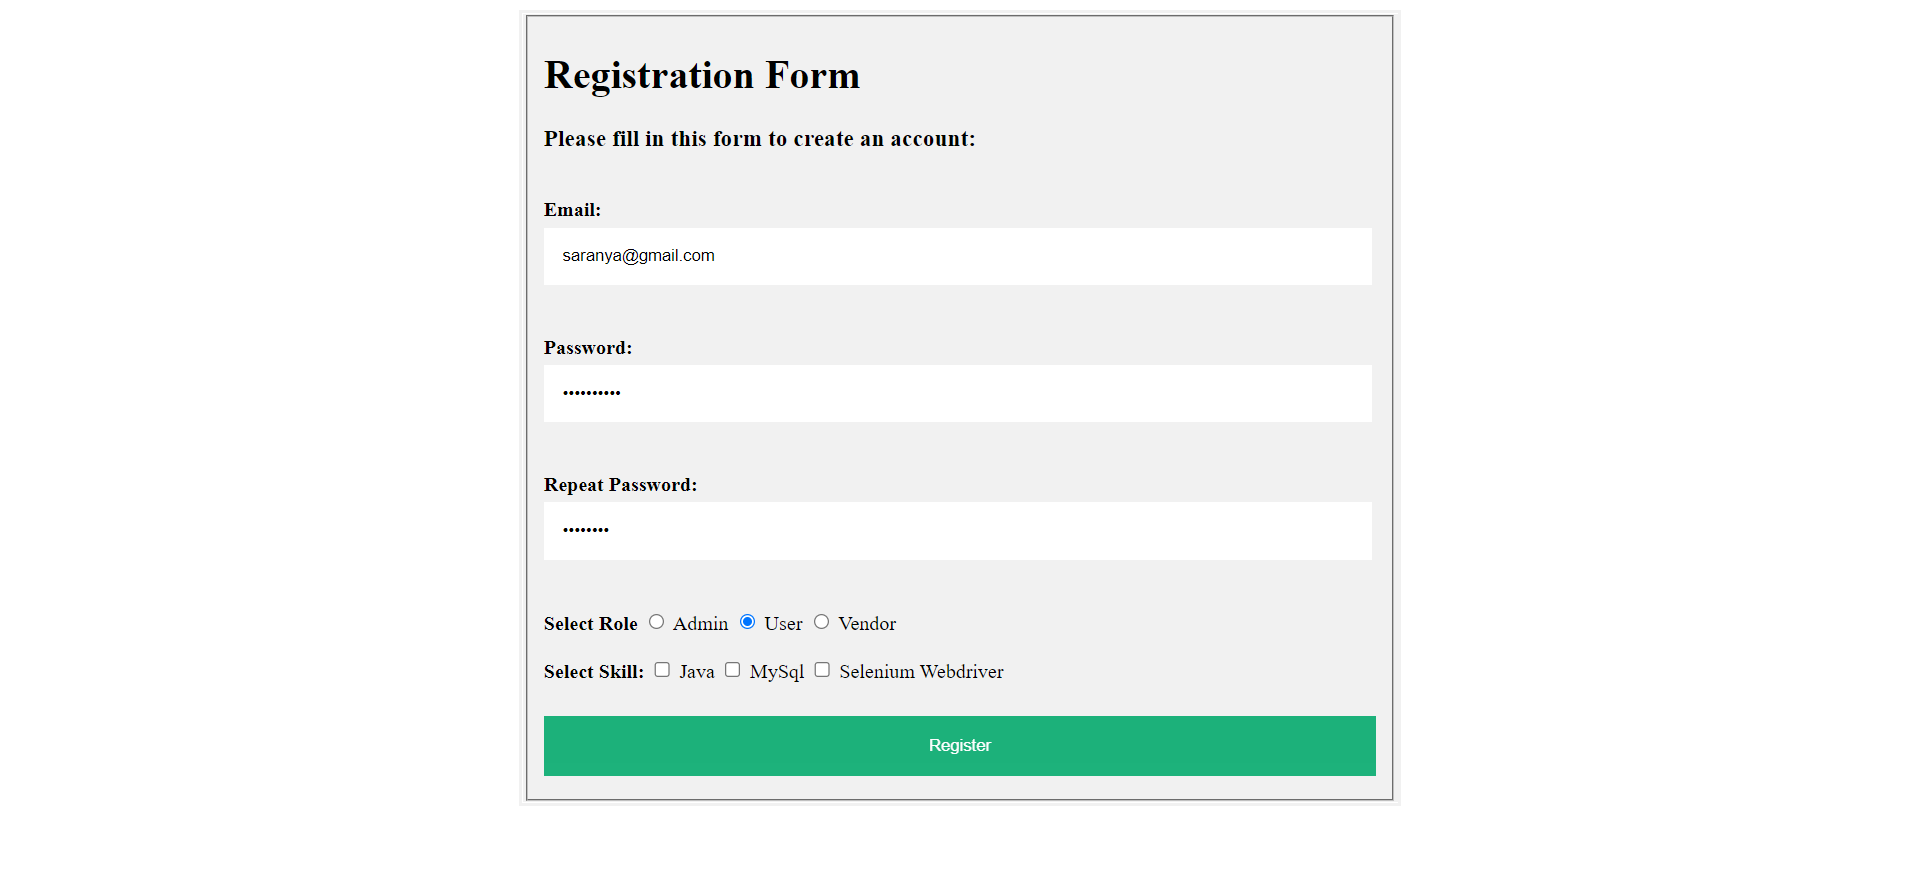 Registration Form
Please fill in this form to create an account:
Email:
saranya@gmail.com
Password:
••••••••••
Repeat Password:
••••••••
Select Role Admin User Vendor
Select Skill: Java MySql Selenium Webdriver
Register